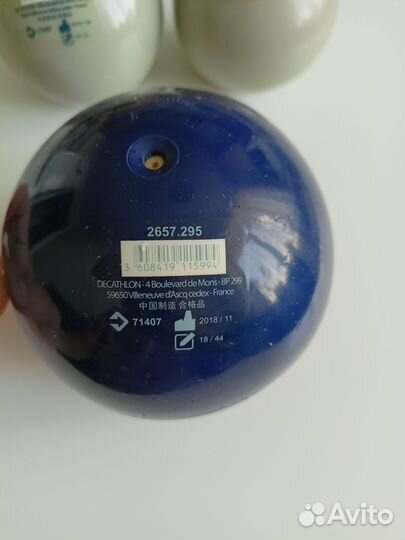 2657.295
3 608419 115994
DECATHLON - 4 Boulevard de Mons - BP 299
59650 Villeneuve d'Ascq cedex - France
中国制造 合格品
71407
2018 / 11
18 / 44
Avito